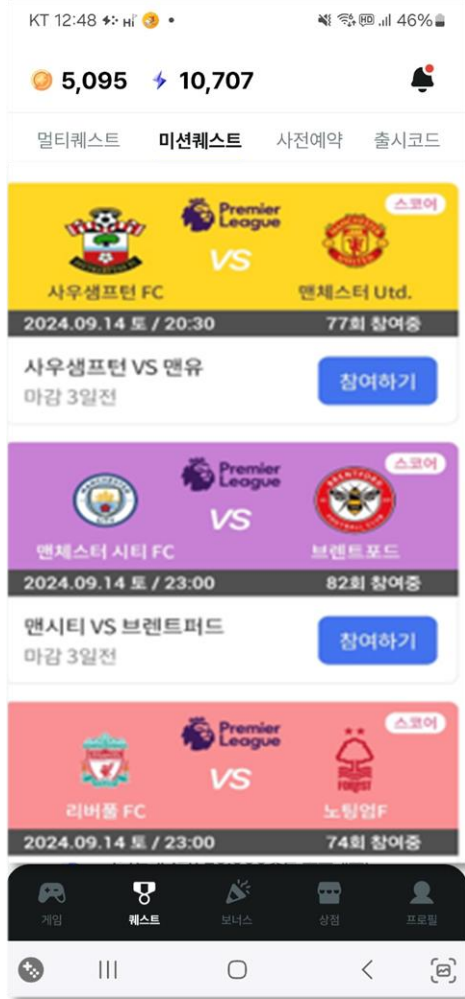 KT 12:48
46%
5,095 10,707
멀티퀘스트 미션퀘스트 사전예약 출시코드
스코어
Premier
League
VS
사우샘프턴 FC 맨체스터 Utd.
2024.09.14 토 / 20:30 77회 참여중
사우샘프턴 VS 맨유
마감 3일전
참여하기
스코어
Premier
League
VS
맨체스터 시티 FC 브렌트포드
2024.09.14 토 / 23:00 82회 참여중
맨시티 VS 브렌트퍼드
마감 3일전
참여하기
스코어
Premier
League
VS
FOREST
리버풀 FC 노팅엄F
2024.09.14 토 / 23:00 74회 참여중
게임 퀘스트 보너스 상점 프로필